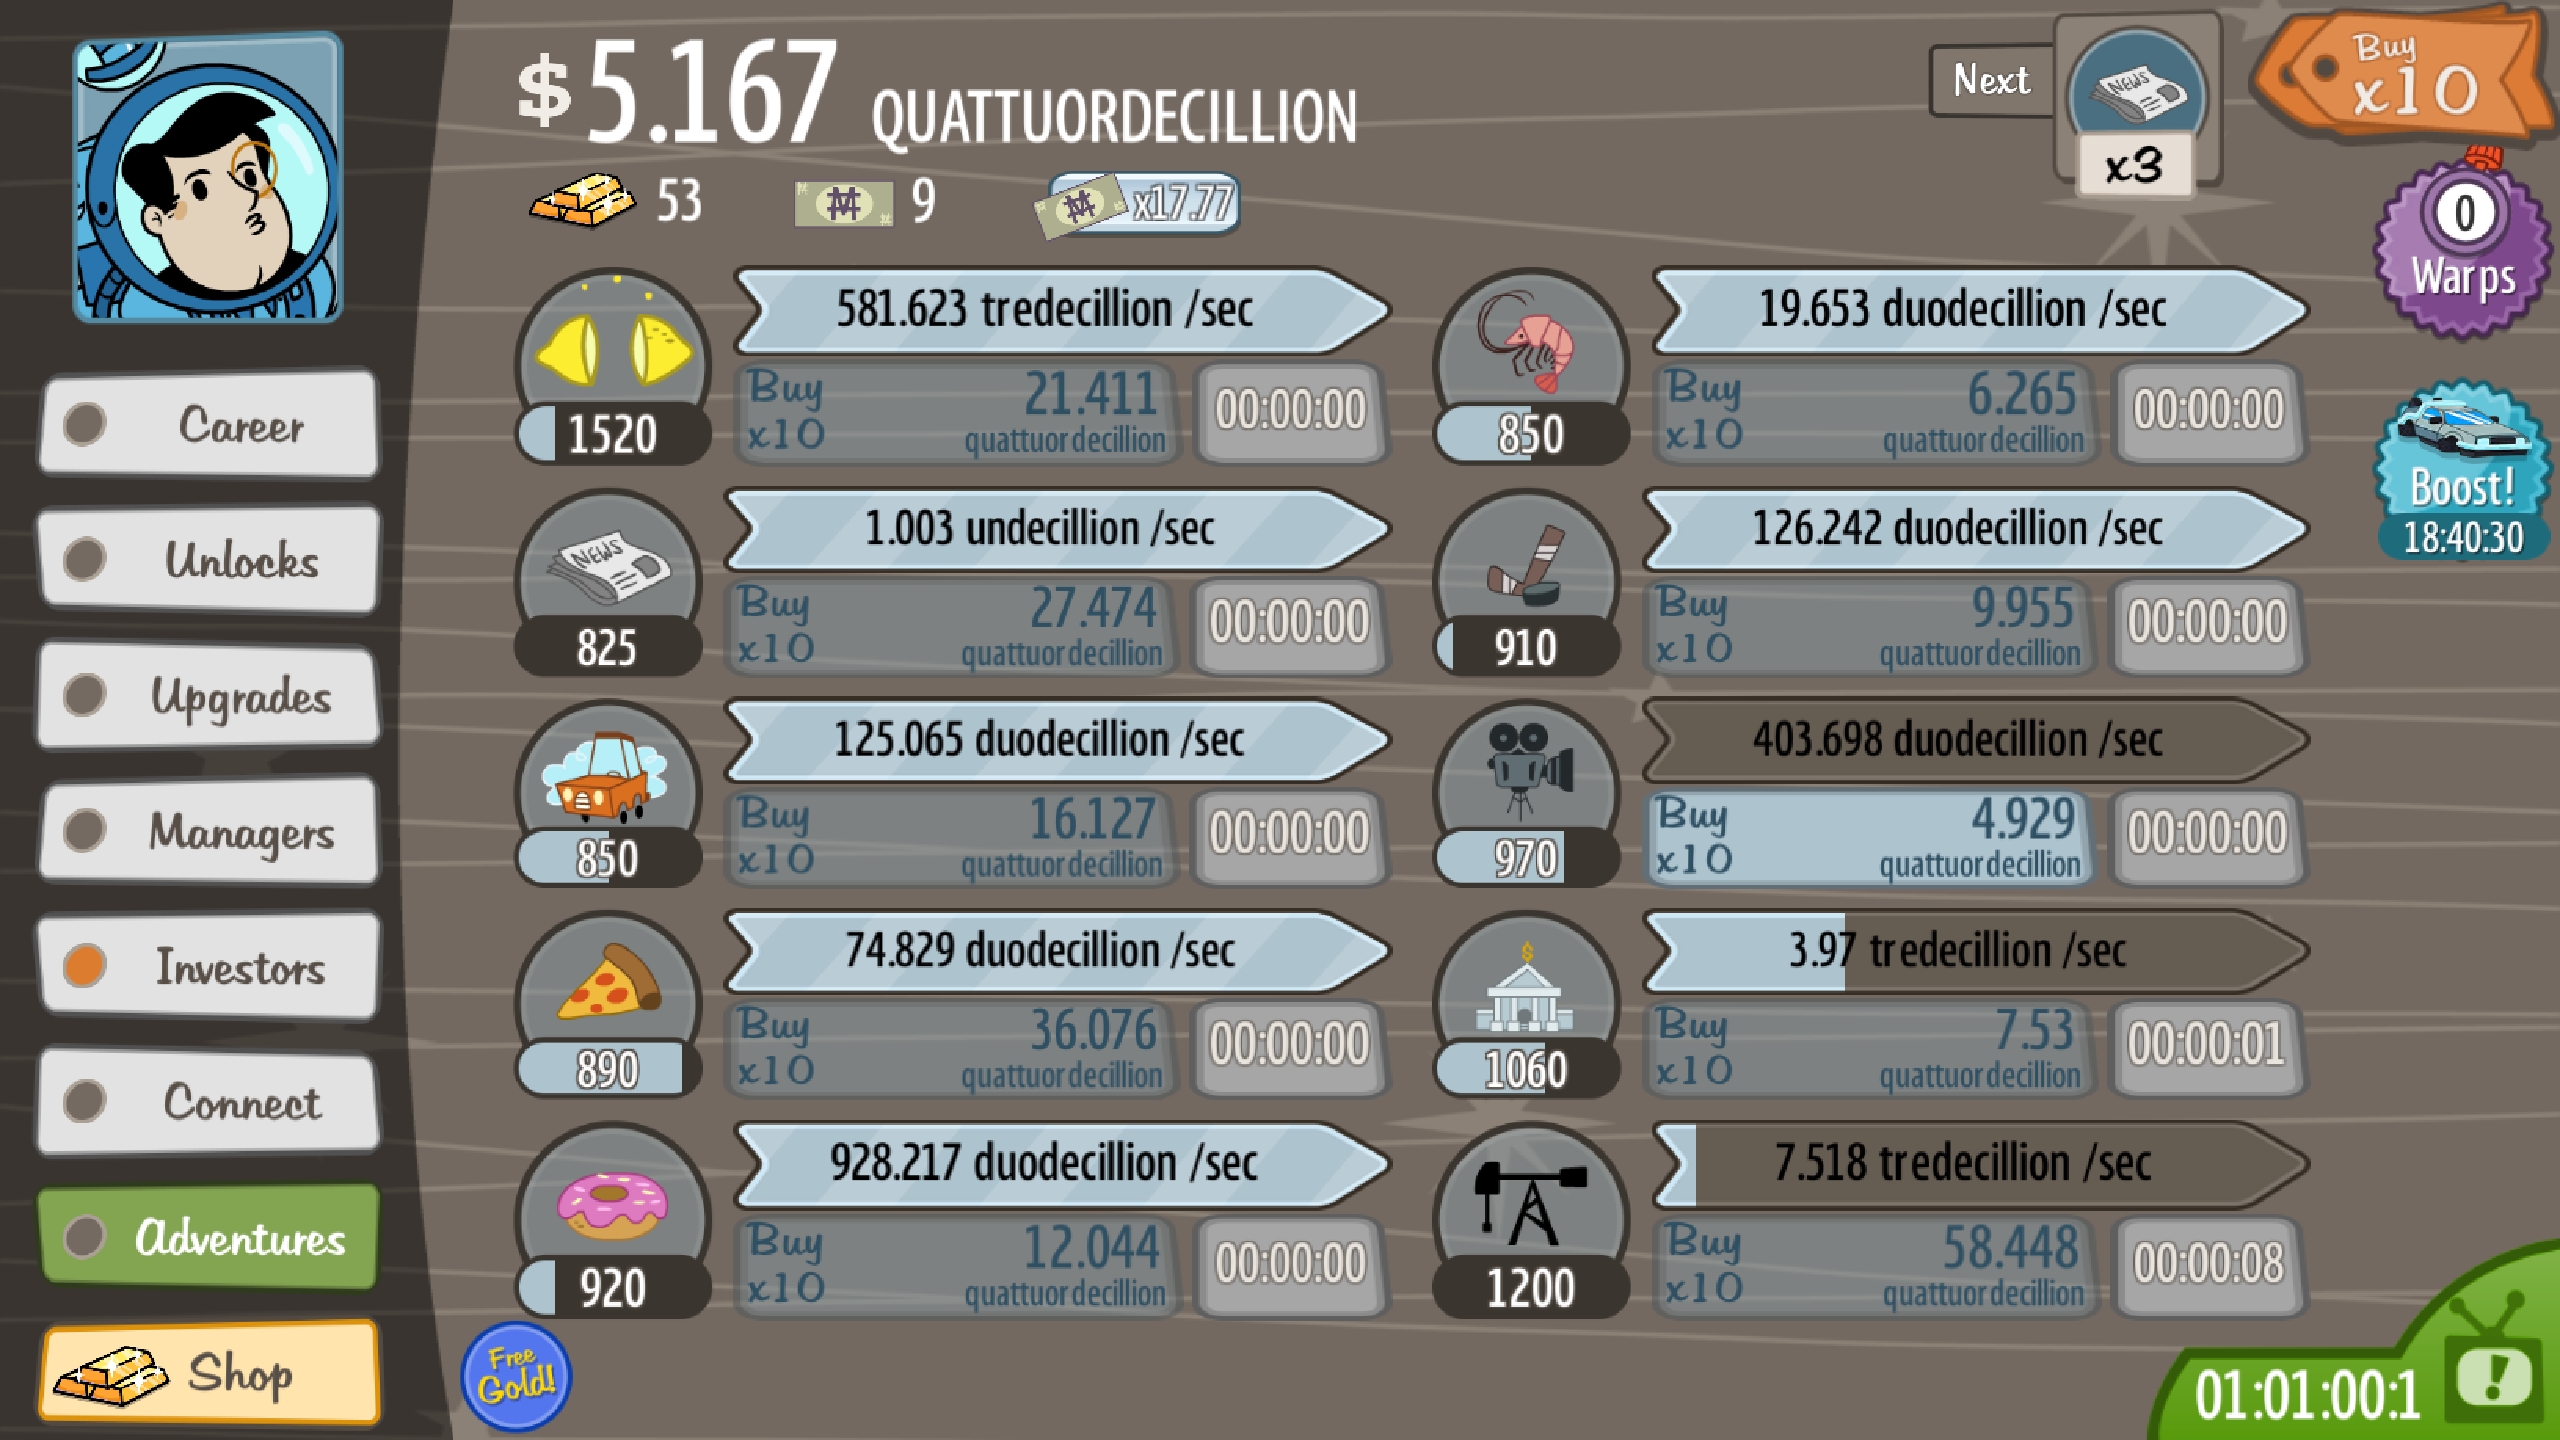 $5.167 QUATTUORDECILLION
Next
x3
Buy
x10
53
9
x17.77
0
Warps
Boost!
18:40:30
Career
Unlocks
Upgrades
Managers
Investors
Connect
Adventures
Shop
581.623 tredecillion /sec
1520
Buy x10
21.411 quattuordecillion
00:00:00
19.653 duodecillion /sec
850
Buy x10
6.265 quattuordecillion
00:00:00
NEWS
1.003 undecillion /sec
825
Buy x10
27.474 quattuordecillion
00:00:00
126.242 duodecillion /sec
910
Buy x10
9.955 quattuordecillion
00:00:00
125.065 duodecillion /sec
850
Buy x10
16.127 quattuordecillion
00:00:00
403.698 duodecillion /sec
970
Buy x10
4.929 quattuordecillion
00:00:00
74.829 duodecillion /sec
890
Buy x10
36.076 quattuordecillion
00:00:00
3.97 tredecillion /sec
1060
Buy x10
7.53 quattuordecillion
00:00:01
928.217 duodecillion /sec
920
Buy x10
12.044 quattuordecillion
00:00:00
7.518 tredecillion /sec
1200
Buy x10
58.448 quattuordecillion
00:00:08
Free
Gold!
01:01:00:1